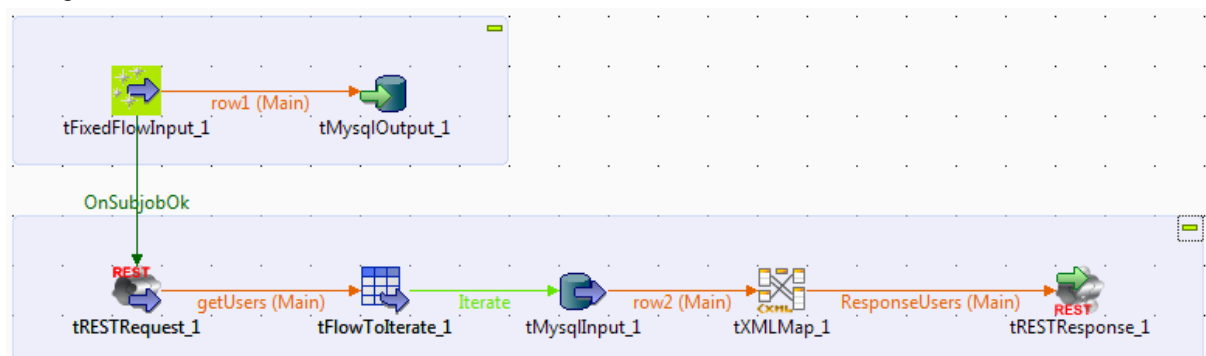 row1 (Main)
tFixedFlowInput_1
tMysqlOutput_1
OnSubjobOk
REST
getUsers (Main)
Iterate
row2 (Main)
<XML>
ResponseUsers (Main)
REST
tRESTRequest_1
tFlowToIterate_1
tMysqlInput_1
tXMLMap_1
tRESTResponse_1